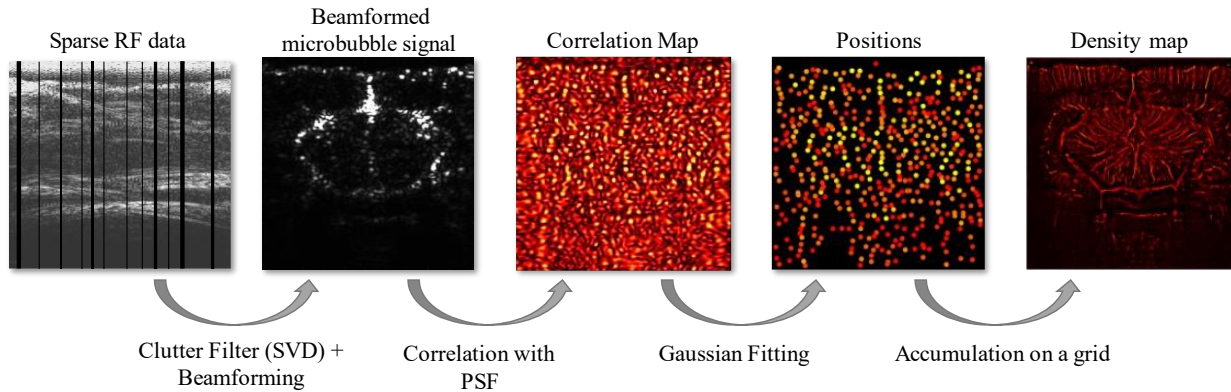 Sparse RF data
Beamformed
microbubble signal
Correlation Map
Positions
Density map
Clutter Filter (SVD) +
Beamforming
Correlation with
PSF
Gaussian Fitting
Accumulation on a grid